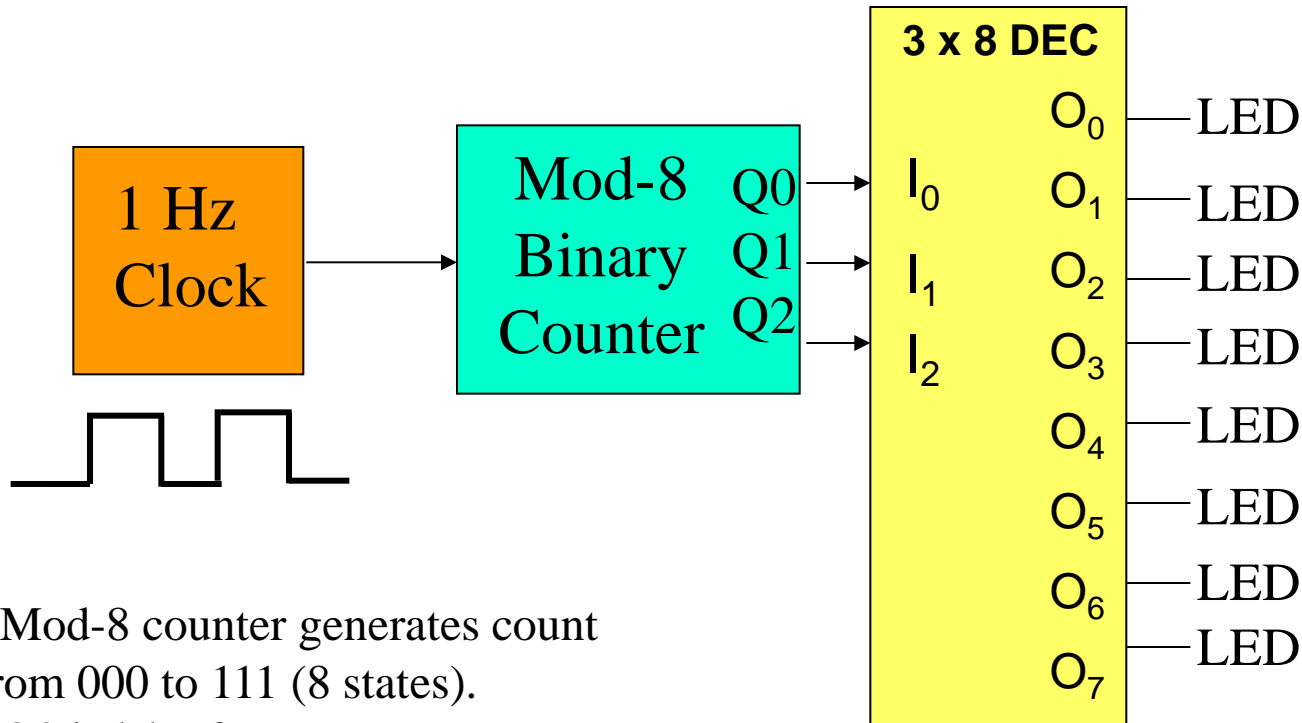 3 x 8 DEC
1 Hz
Clock
Mod-8
Binary
Counter
Q0
Q1
Q2
I0
I1
I2
O0
O1
O2
O3
O4
O5
O6
O7
LED
LED
LED
LED
LED
LED
LED
LED
Mod-8 counter generates count
rom 000 to 111 (8 states).